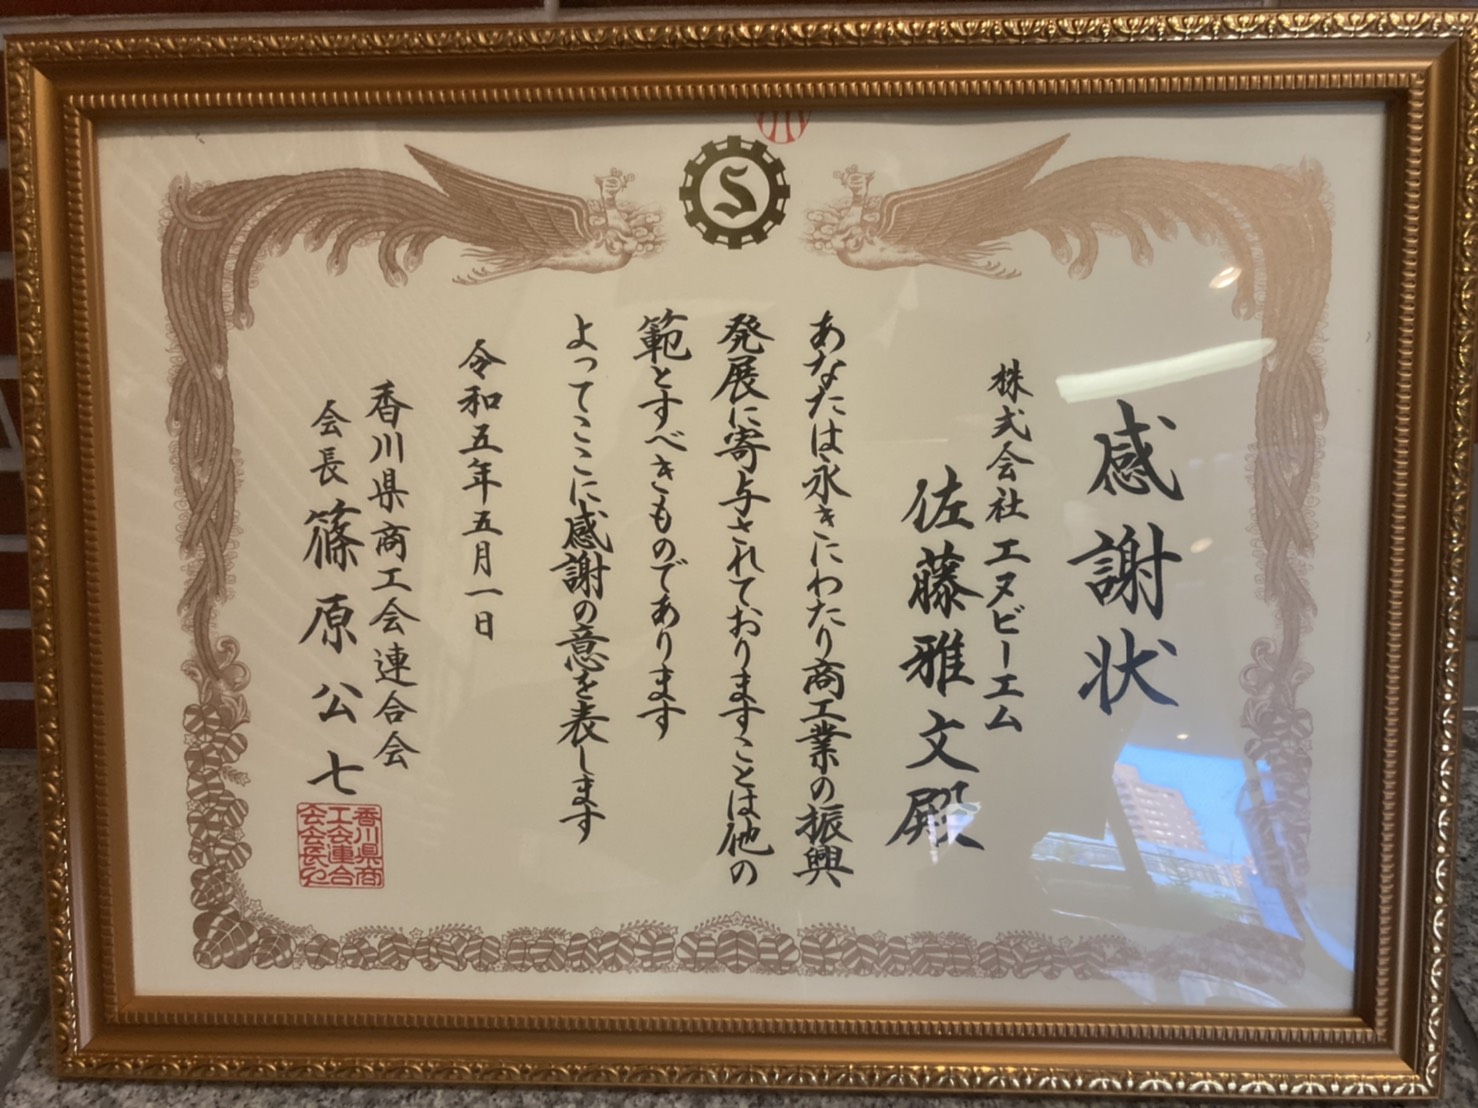 感謝状
株式会社エヌビーエム
佐藤雅文殿
あなたは永きにわたり商工業の振興
発展に寄与されておりますことは他の
範とすべきものであります
よってここに感謝の意を表します
令和五年五月一日
香川県商工会連合会
会長 篠原公七
香川県商
工会連合
会会長之
S